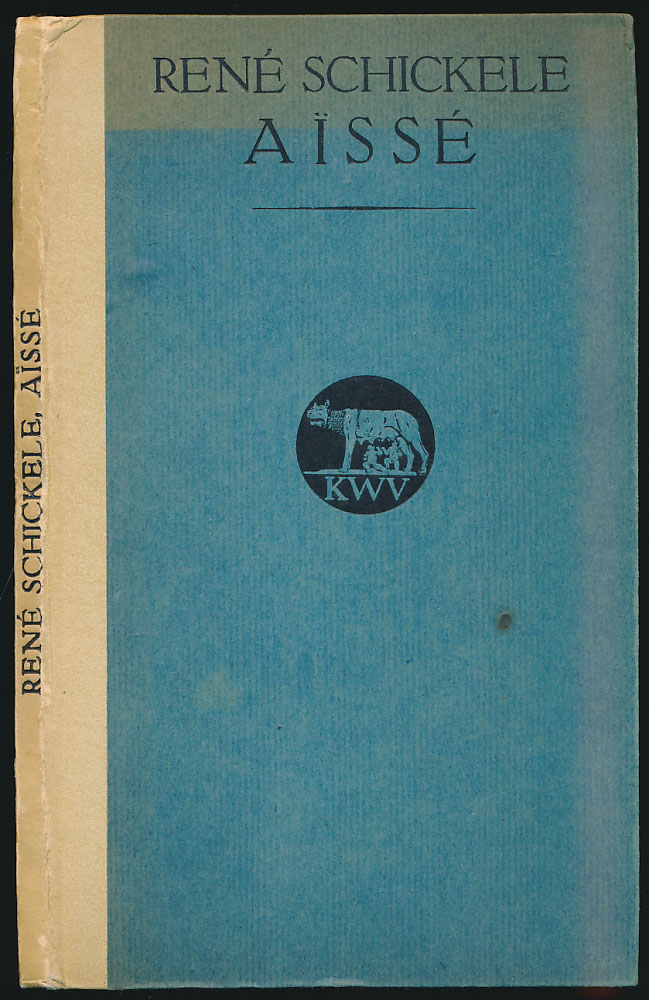 RENÉ SCHICKELE
AÏSSÉ
KWV
RENÉ SCHICKELE, AÏSSÉ